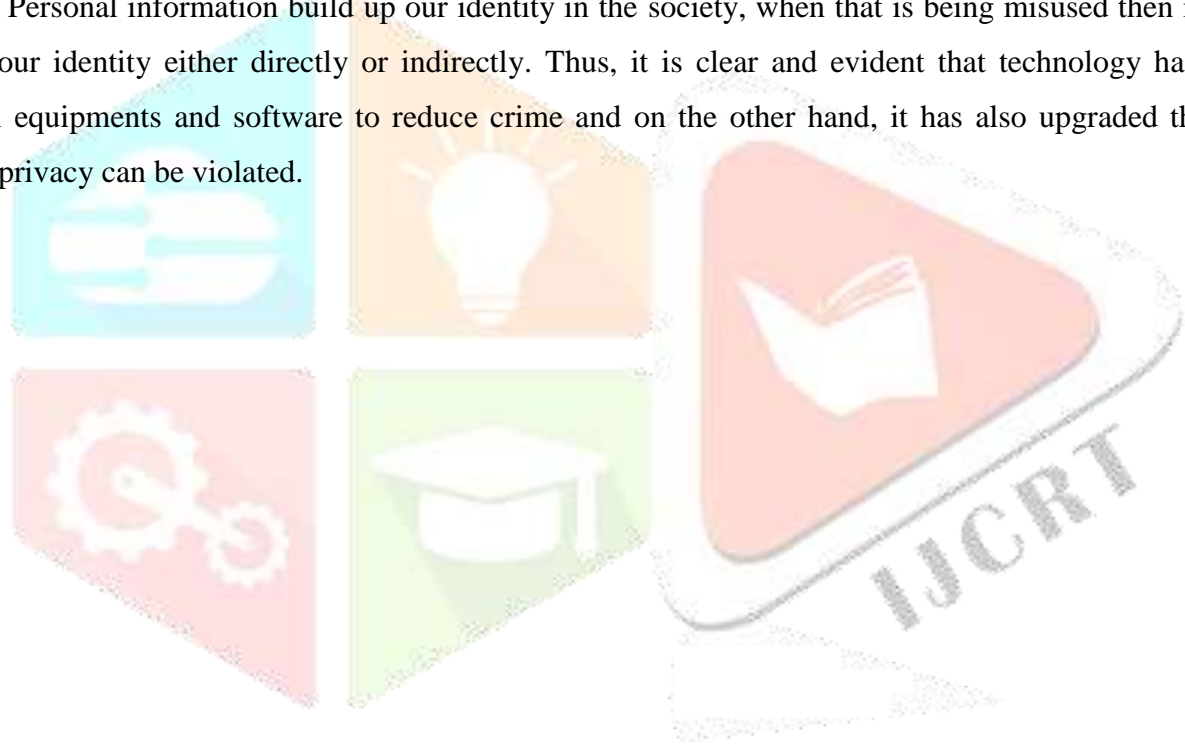 Personal information build up our identity in the society, when that is being misused then
our identity either directly or indirectly. Thus, it is clear and evident that technology ha
equipments and software to reduce crime and on the other hand, it has also upgraded th
privacy can be violated.
IJCRT